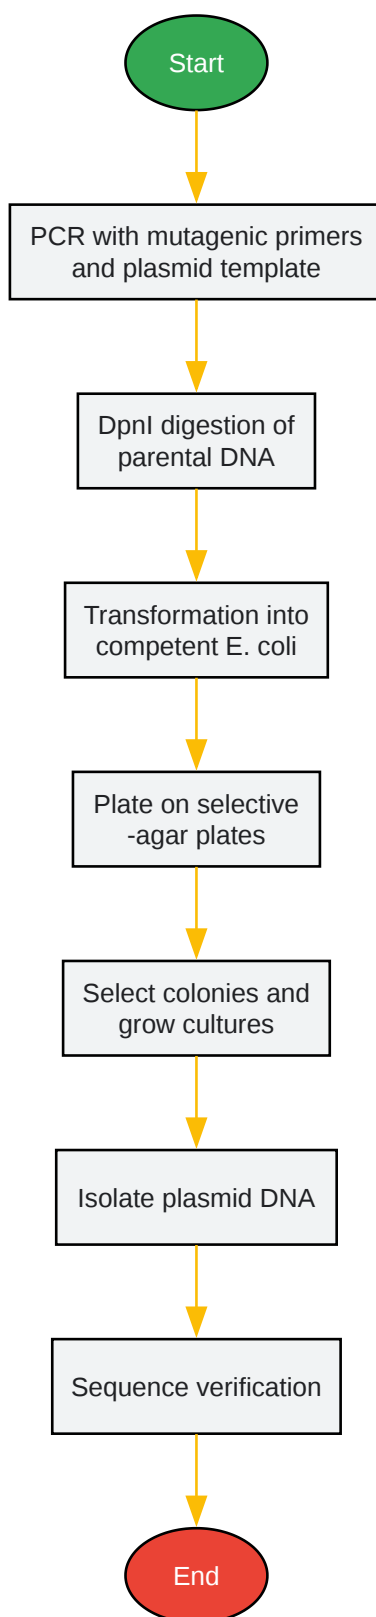 Start
PCR with mutagenic primers
and plasmid template
DpnI digestion of
parental DNA
Transformation into
competent E. coli
Plate on selective
-agar plates
Select colonies and
grow cultures
Isolate plasmid DNA
Sequence verification
End